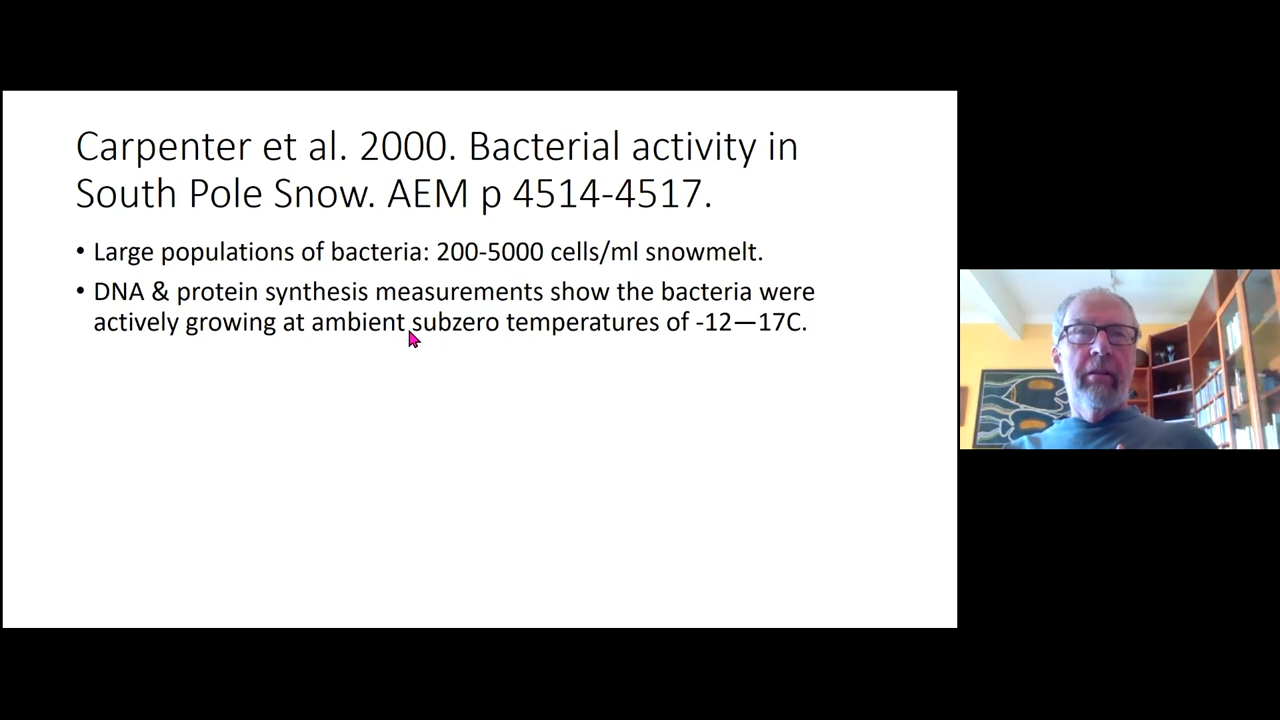 Carpenter et al. 2000. Bacterial activity in
South Pole Snow. AEM p 4514-4517.
• Large populations of bacteria: 200-5000 cells/ml snowmelt.
• DNA & protein synthesis measurements show the bacteria were
actively growing at ambient subzero temperatures of -12—17C.